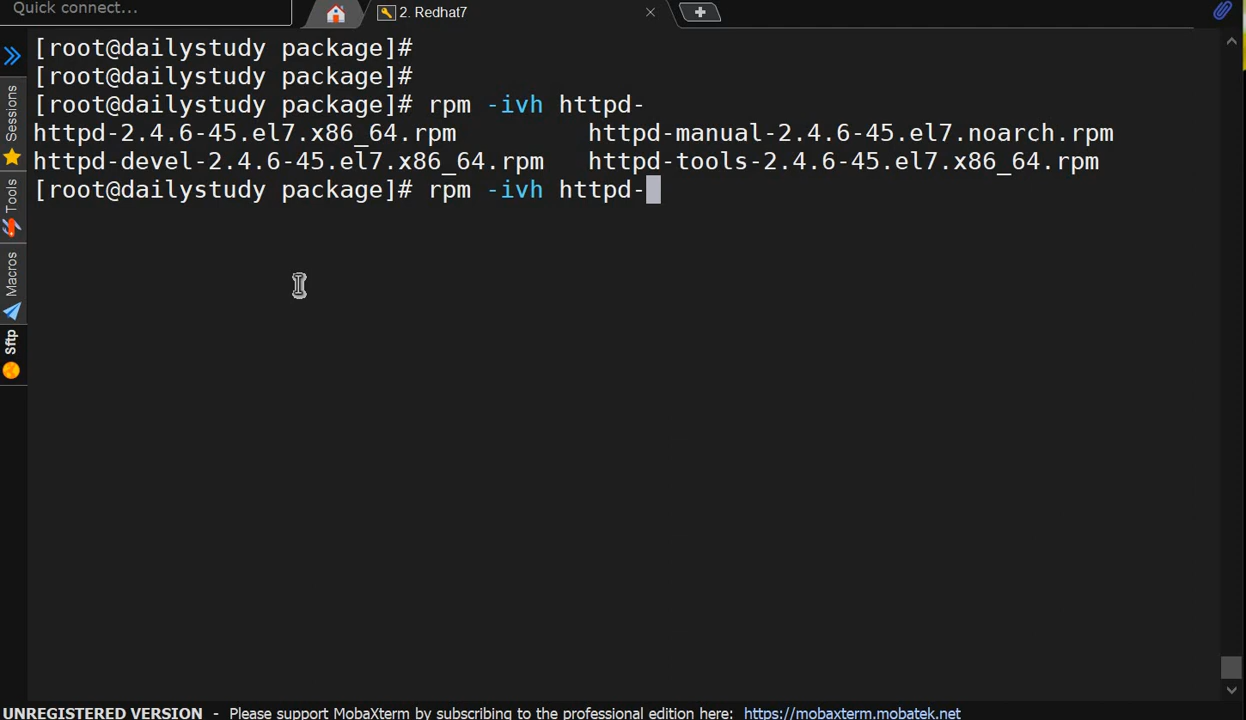 Quick connect...
2. Redhat7
[root@dailystudy package]#
[root@dailystudy package]#
[root@dailystudy package]# rpm -ivh httpd-
httpd-2.4.6-45.el7.x86_64.rpm httpd-manual-2.4.6-45.el7.noarch.rpm
httpd-devel-2.4.6-45.el7.x86_64.rpm httpd-tools-2.4.6-45.el7.x86_64.rpm
[root@dailystudy package]# rpm -ivh httpd-
Sessions
Tools
Macros
Sftp
UNREGISTERED VERSION - Please support MobaXterm by subscribing to the professional edition here: https://mobaxterm.mobatek.net